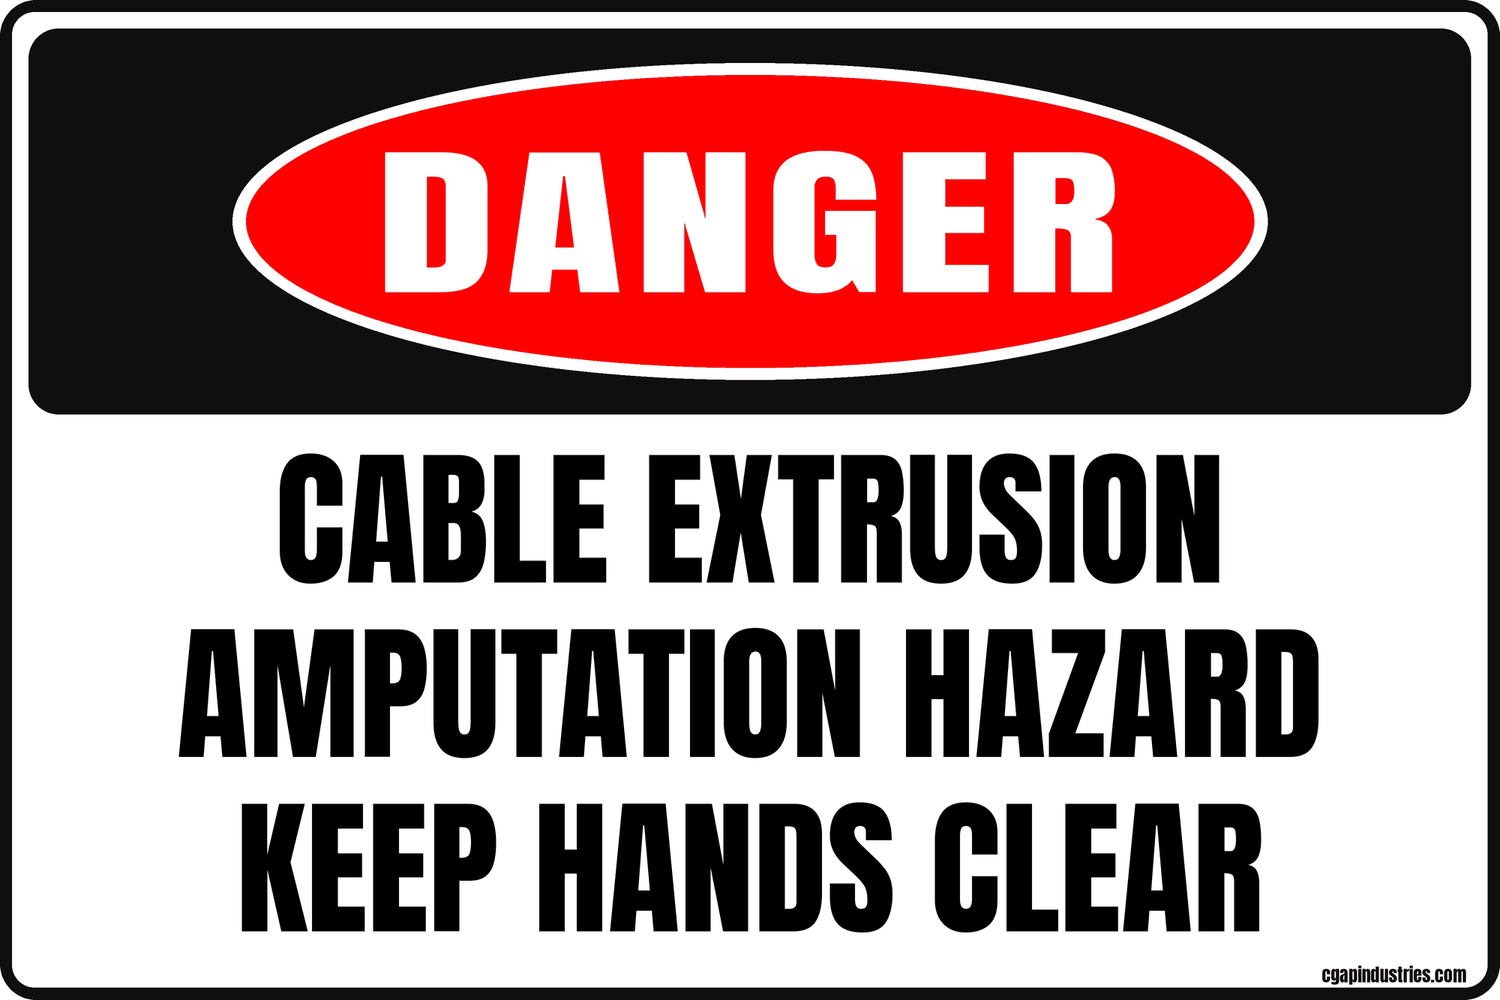 DANGER
CABLE EXTRUSION
AMPUTATION HAZARD
KEEP HANDS CLEAR
cgapindustries.com